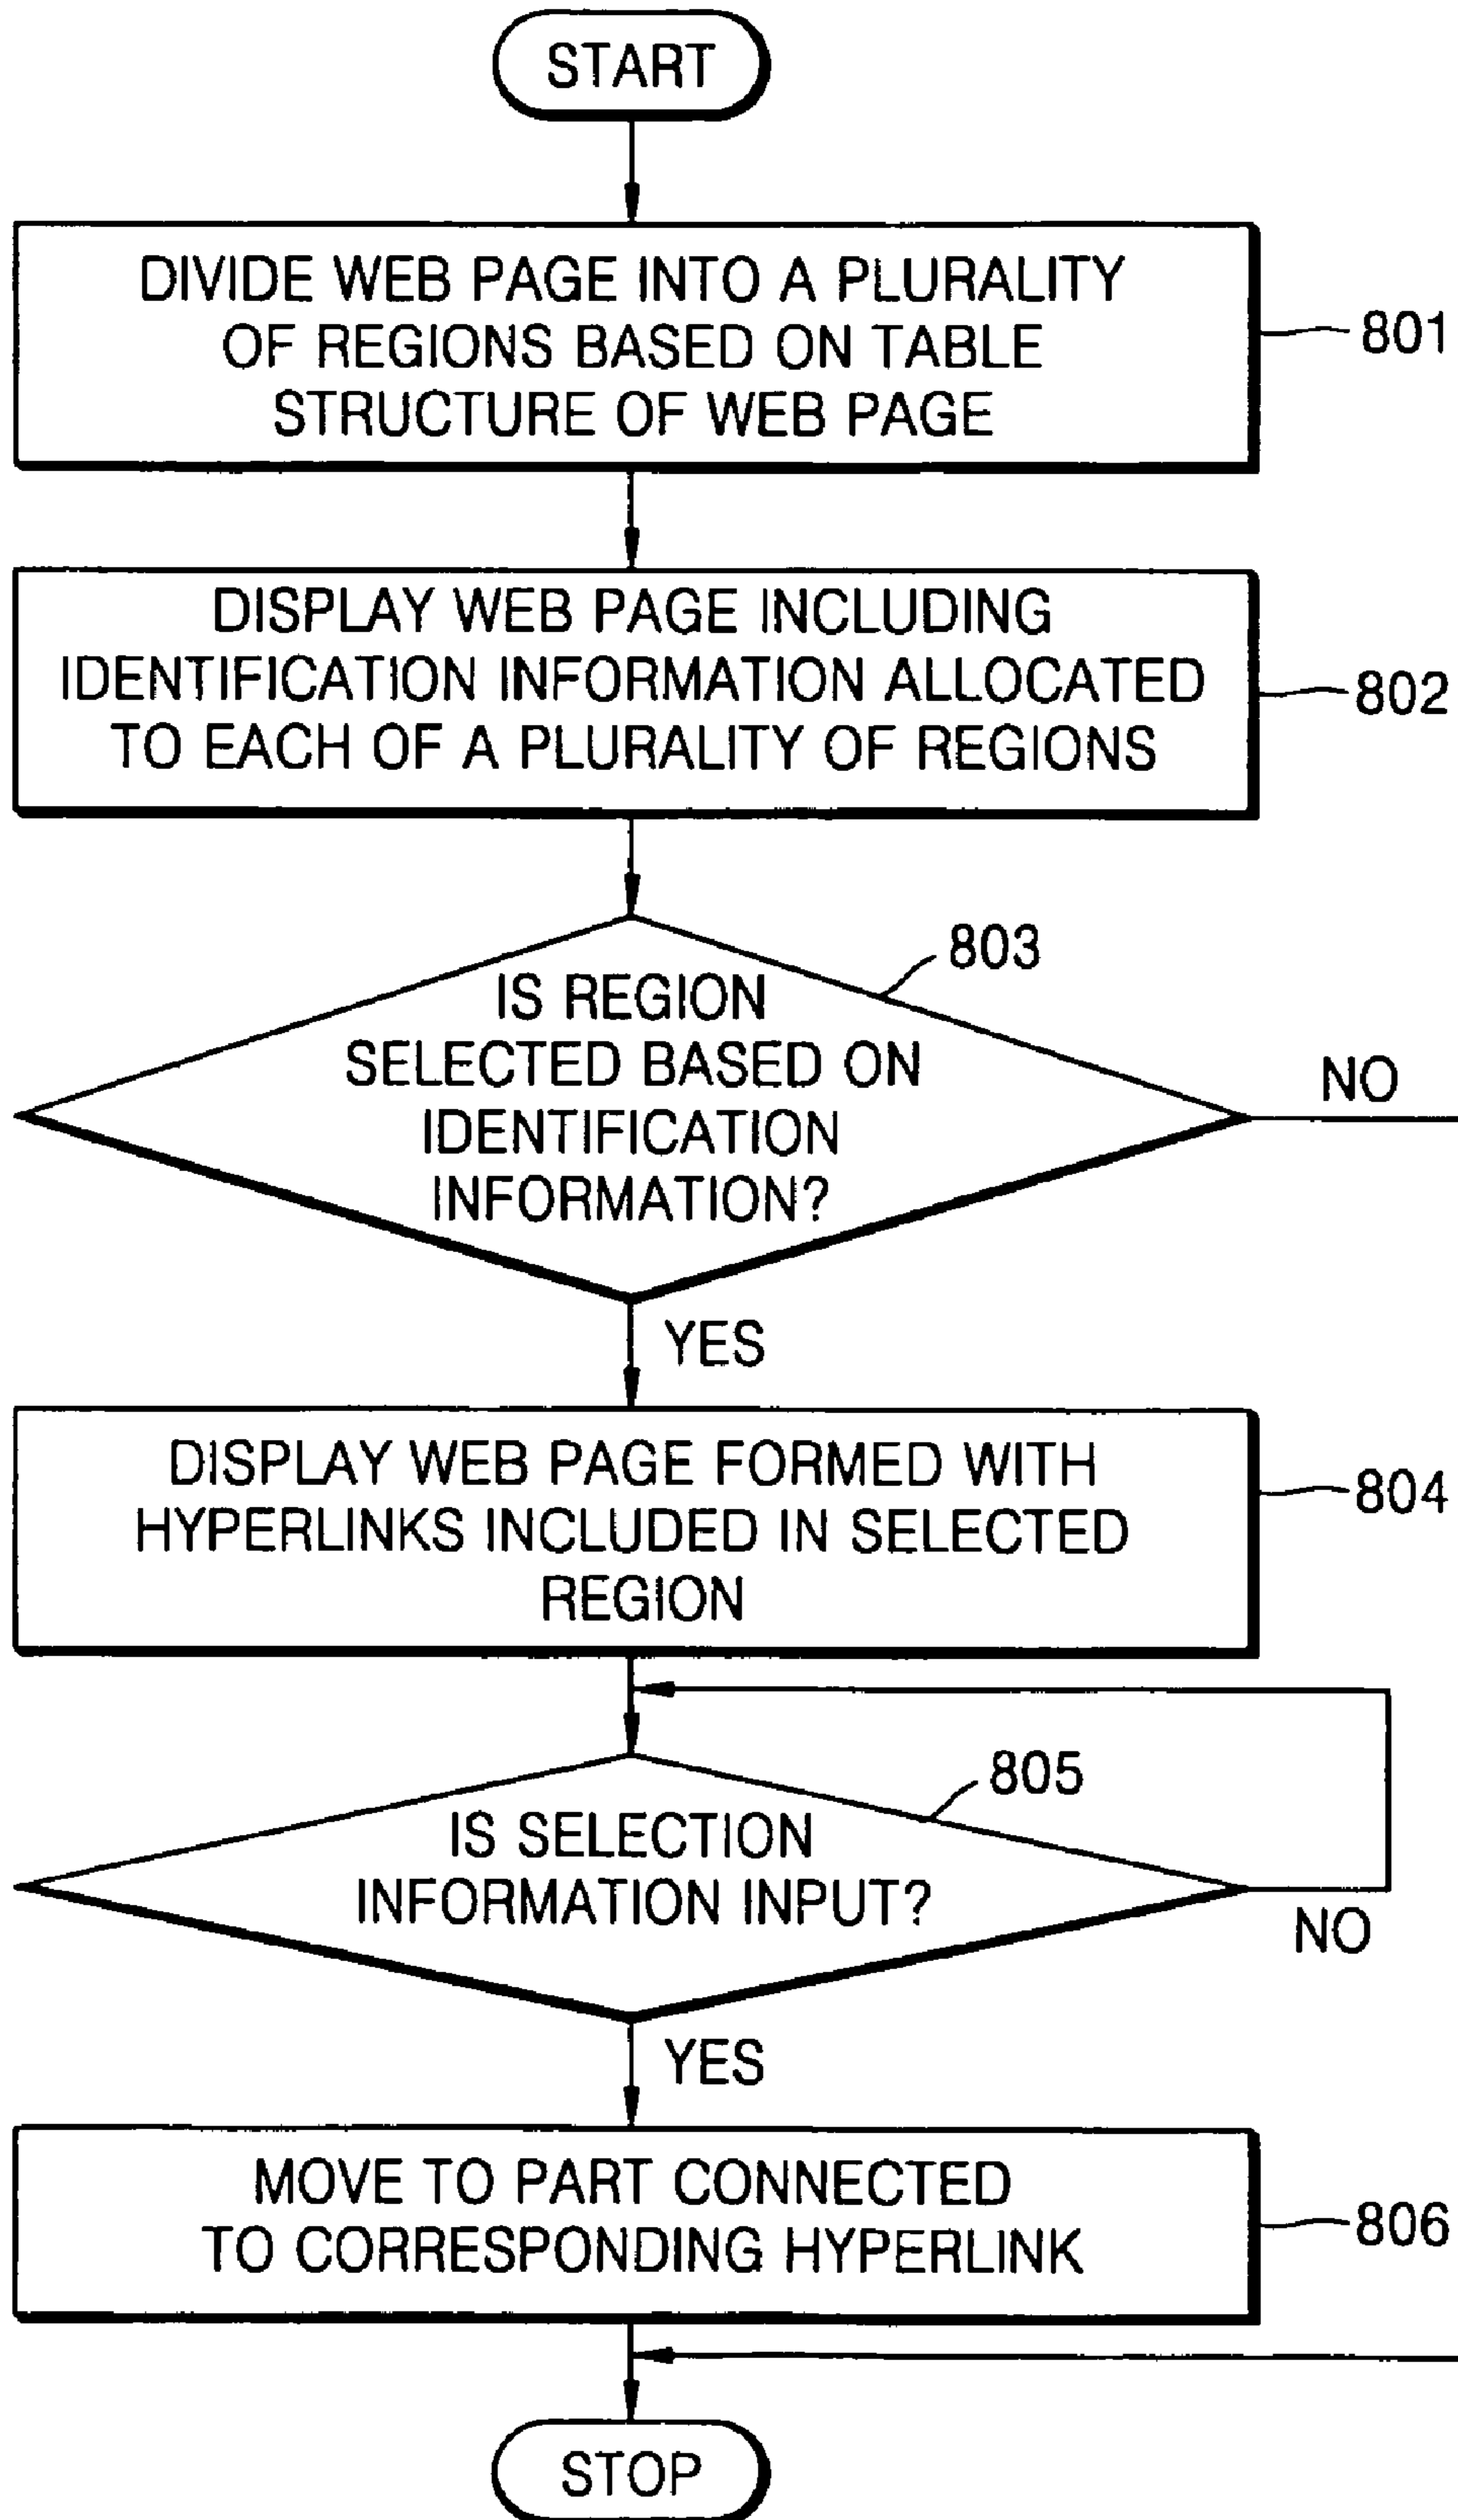 START
DIVIDE WEB PAGE INTO A PLURALITY
OF REGIONS BASED ON TABLE
STRUCTURE OF WEB PAGE
801
DISPLAY WEB PAGE INCLUDING
IDENTIFICATION INFORMATION ALLOCATED
TO EACH OF A PLURALITY OF REGIONS
802
803
IS REGION
SELECTED BASED ON
IDENTIFICATION
INFORMATION?
NO
YES
DISPLAY WEB PAGE FORMED WITH
HYPERLINKS INCLUDED IN SELECTED
REGION
804
805
IS SELECTION
INFORMATION INPUT?
NO
YES
MOVE TO PART CONNECTED
TO CORRESPONDING HYPERLINK
806
STOP